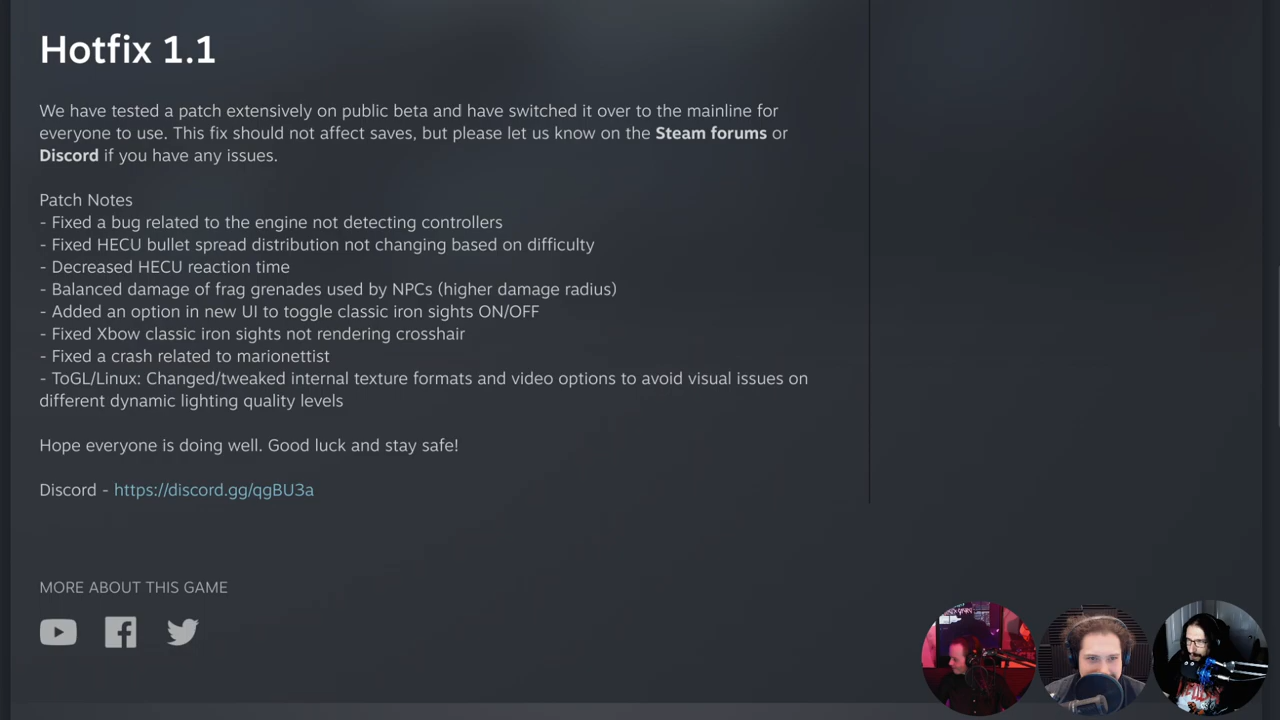 Hotfix 1.1
We have tested a patch extensively on public beta and have switched it over to the mainline for
everyone to use. This fix should not affect saves, but please let us know on the Steam forums or
Discord if you have any issues.
Patch Notes
- Fixed a bug related to the engine not detecting controllers
- Fixed HECU bullet spread distribution not changing based on difficulty
- Decreased HECU reaction time
- Balanced damage of frag grenades used by NPCs (higher damage radius)
- Added an option in new UI to toggle classic iron sights ON/OFF
- Fixed Xbow classic iron sights not rendering crosshair
- Fixed a crash related to marionettist
- ToGL/Linux: Changed/tweaked internal texture formats and video options to avoid visual issues on
different dynamic lighting quality levels
Hope everyone is doing well. Good luck and stay safe!
Discord - https://discord.gg/qgBU3a
MORE ABOUT THIS GAME